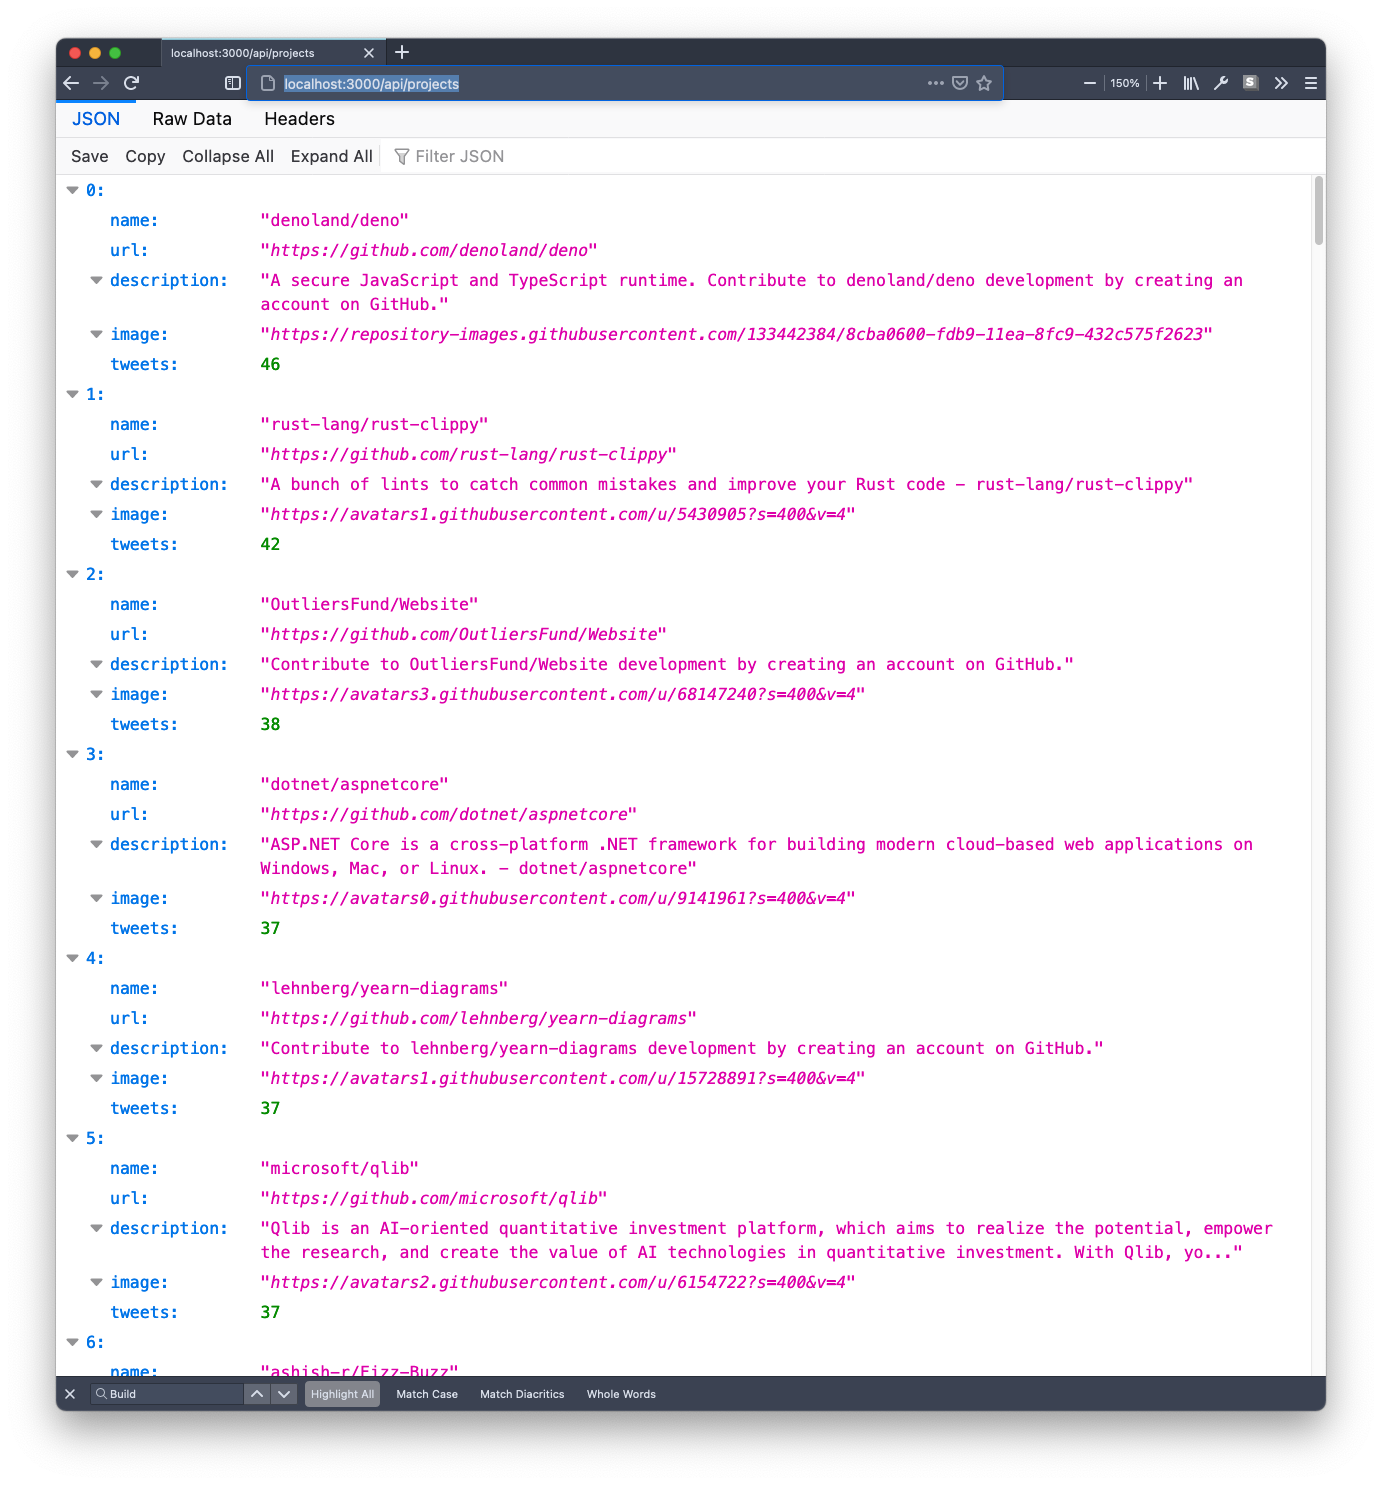 localhost:3000/api/projects
localhost:3000/api/projects 150% S
JSON Raw Data Headers
Save Copy Collapse All Expand All Filter JSON
0:
name: "denoland/deno"
url: "https://github.com/denoland/deno"
description: "A secure JavaScript and TypeScript runtime. Contribute to denoland/deno development by creating an
account on GitHub."
image: "https://repository-images.githubusercontent.com/133442384/8cba0600-fdb9-11ea-8fc9-432c575f2623"
tweets: 46
1:
name: "rust-lang/rust-clippy"
url: "https://github.com/rust-lang/rust-clippy"
description: "A bunch of lints to catch common mistakes and improve your Rust code - rust-lang/rust-clippy"
image: "https://avatars1.githubusercontent.com/u/5430905?s=400&v=4"
tweets: 42
2:
name: "OutliersFund/Website"
url: "https://github.com/OutliersFund/Website"
description: "Contribute to OutliersFund/Website development by creating an account on GitHub."
image: "https://avatars3.githubusercontent.com/u/68147240?s=400&v=4"
tweets: 38
3:
name: "dotnet/aspnetcore"
url: "https://github.com/dotnet/aspnetcore"
description: "ASP.NET Core is a cross-platform .NET framework for building modern cloud-based web applications on
Windows, Mac, or Linux. - dotnet/aspnetcore"
image: "https://avatars0.githubusercontent.com/u/9141961?s=400&v=4"
tweets: 37
4:
name: "lehnberg/yearn-diagrams"
url: "https://github.com/lehnberg/yearn-diagrams"
description: "Contribute to lehnberg/yearn-diagrams development by creating an account on GitHub."
image: "https://avatars1.githubusercontent.com/u/15728891?s=400&v=4"
tweets: 37
5:
name: "microsoft/qlib"
url: "https://github.com/microsoft/qlib"
description: "Qlib is an AI-oriented quantitative investment platform, which aims to realize the potential, empower
the research, and create the value of AI technologies in quantitative investment. With Qlib, yo..."
image: "https://avatars2.githubusercontent.com/u/6154722?s=400&v=4"
tweets: 37
6:
name: "ashish-r/Fizz-Buzz"
Build Highlight All Match Case Match Diacritics Whole Words